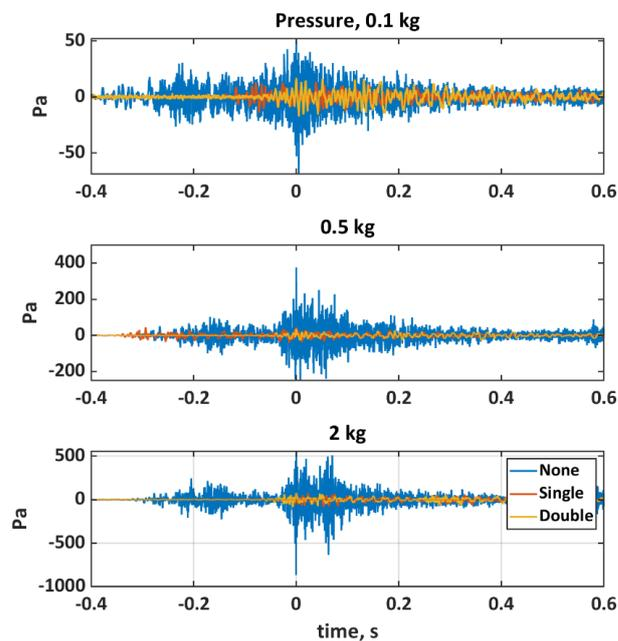 Pressure, 0.1 kg
50
0
-50
Pa
-0.4 -0.2 0 0.2 0.4 0.6
0.5 kg
400
200
0
-200
Pa
-0.4 -0.2 0 0.2 0.4 0.6
2 kg
500
0
-500
-1000
Pa
None
Single
Double
-0.4 -0.2 0 0.2 0.4 0.6
time, s